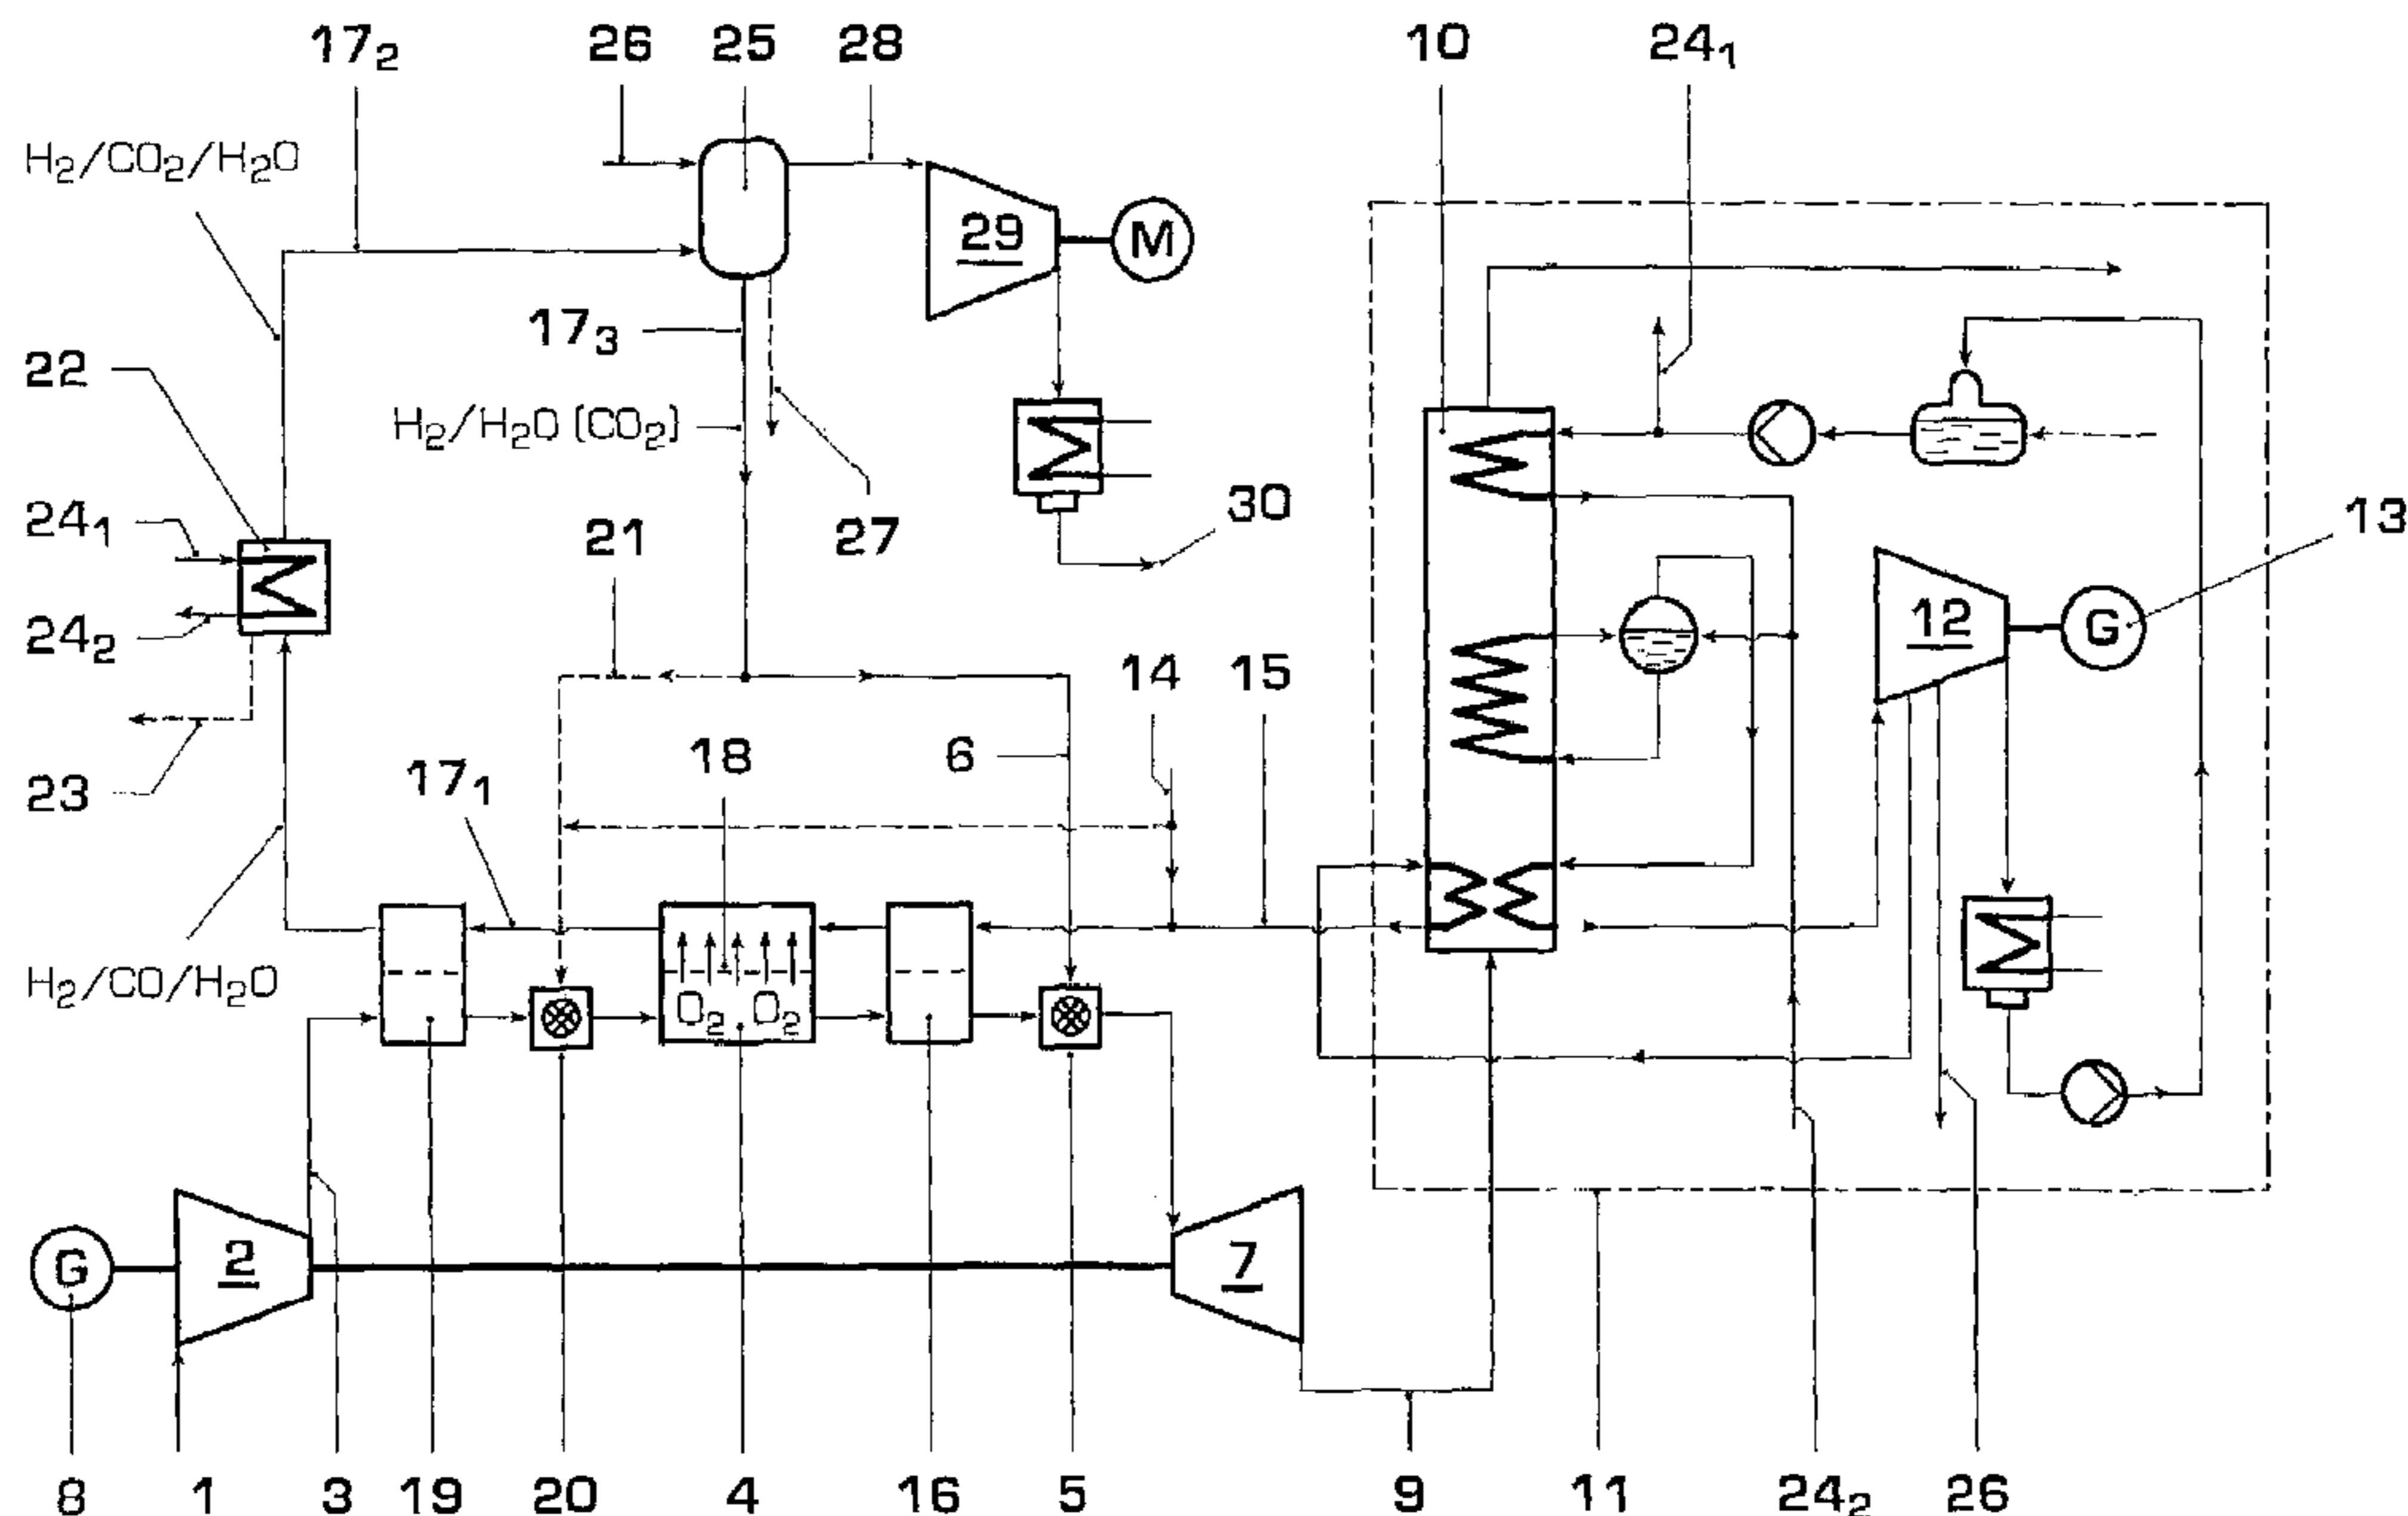 17₂ 26 25 28 10 24₁
H₂/CO₂/H₂O
29 M
17₃
22
H₂/H₂O (CO₂)
24₁ 21 27 30 13
24₂
12 G
14 15
23 17₁ 18 6
H₂/CO/H₂O
O₂ O₂
G 2 7
8 1 3 19 20 4 16 5 9 11 24₂ 26